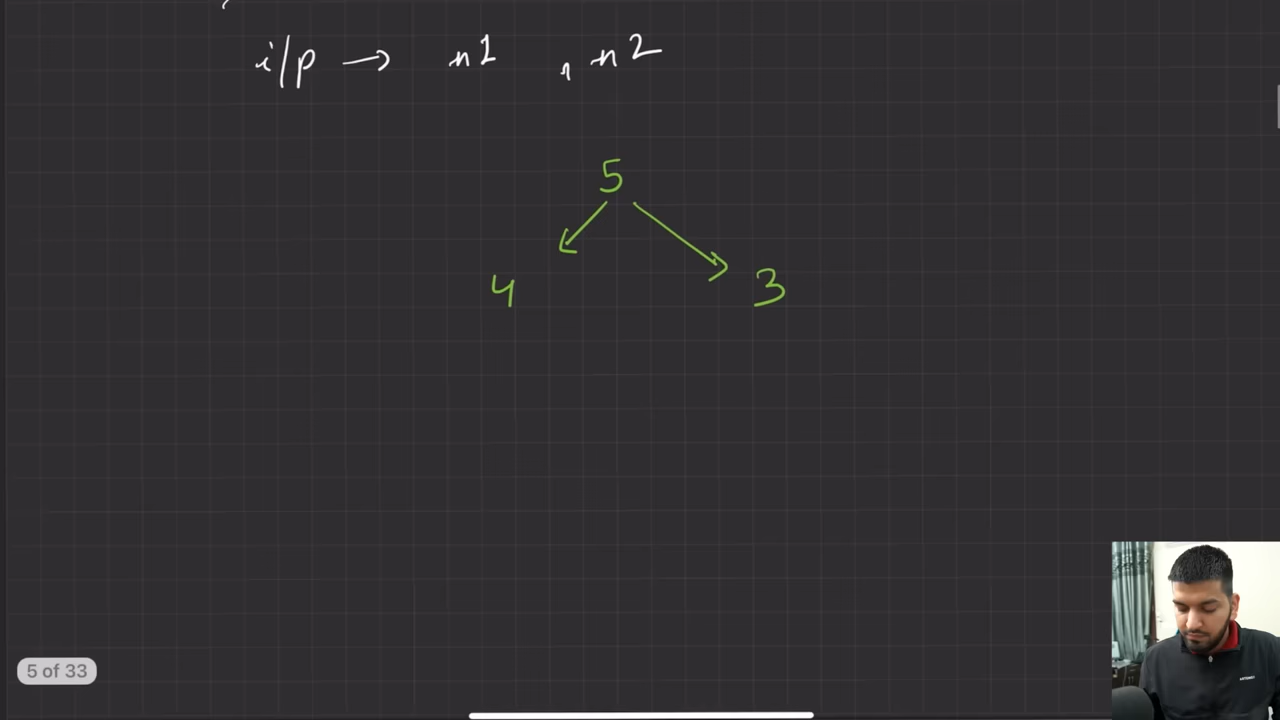 i/p → n1 , n2
5
4 3
5 of 33